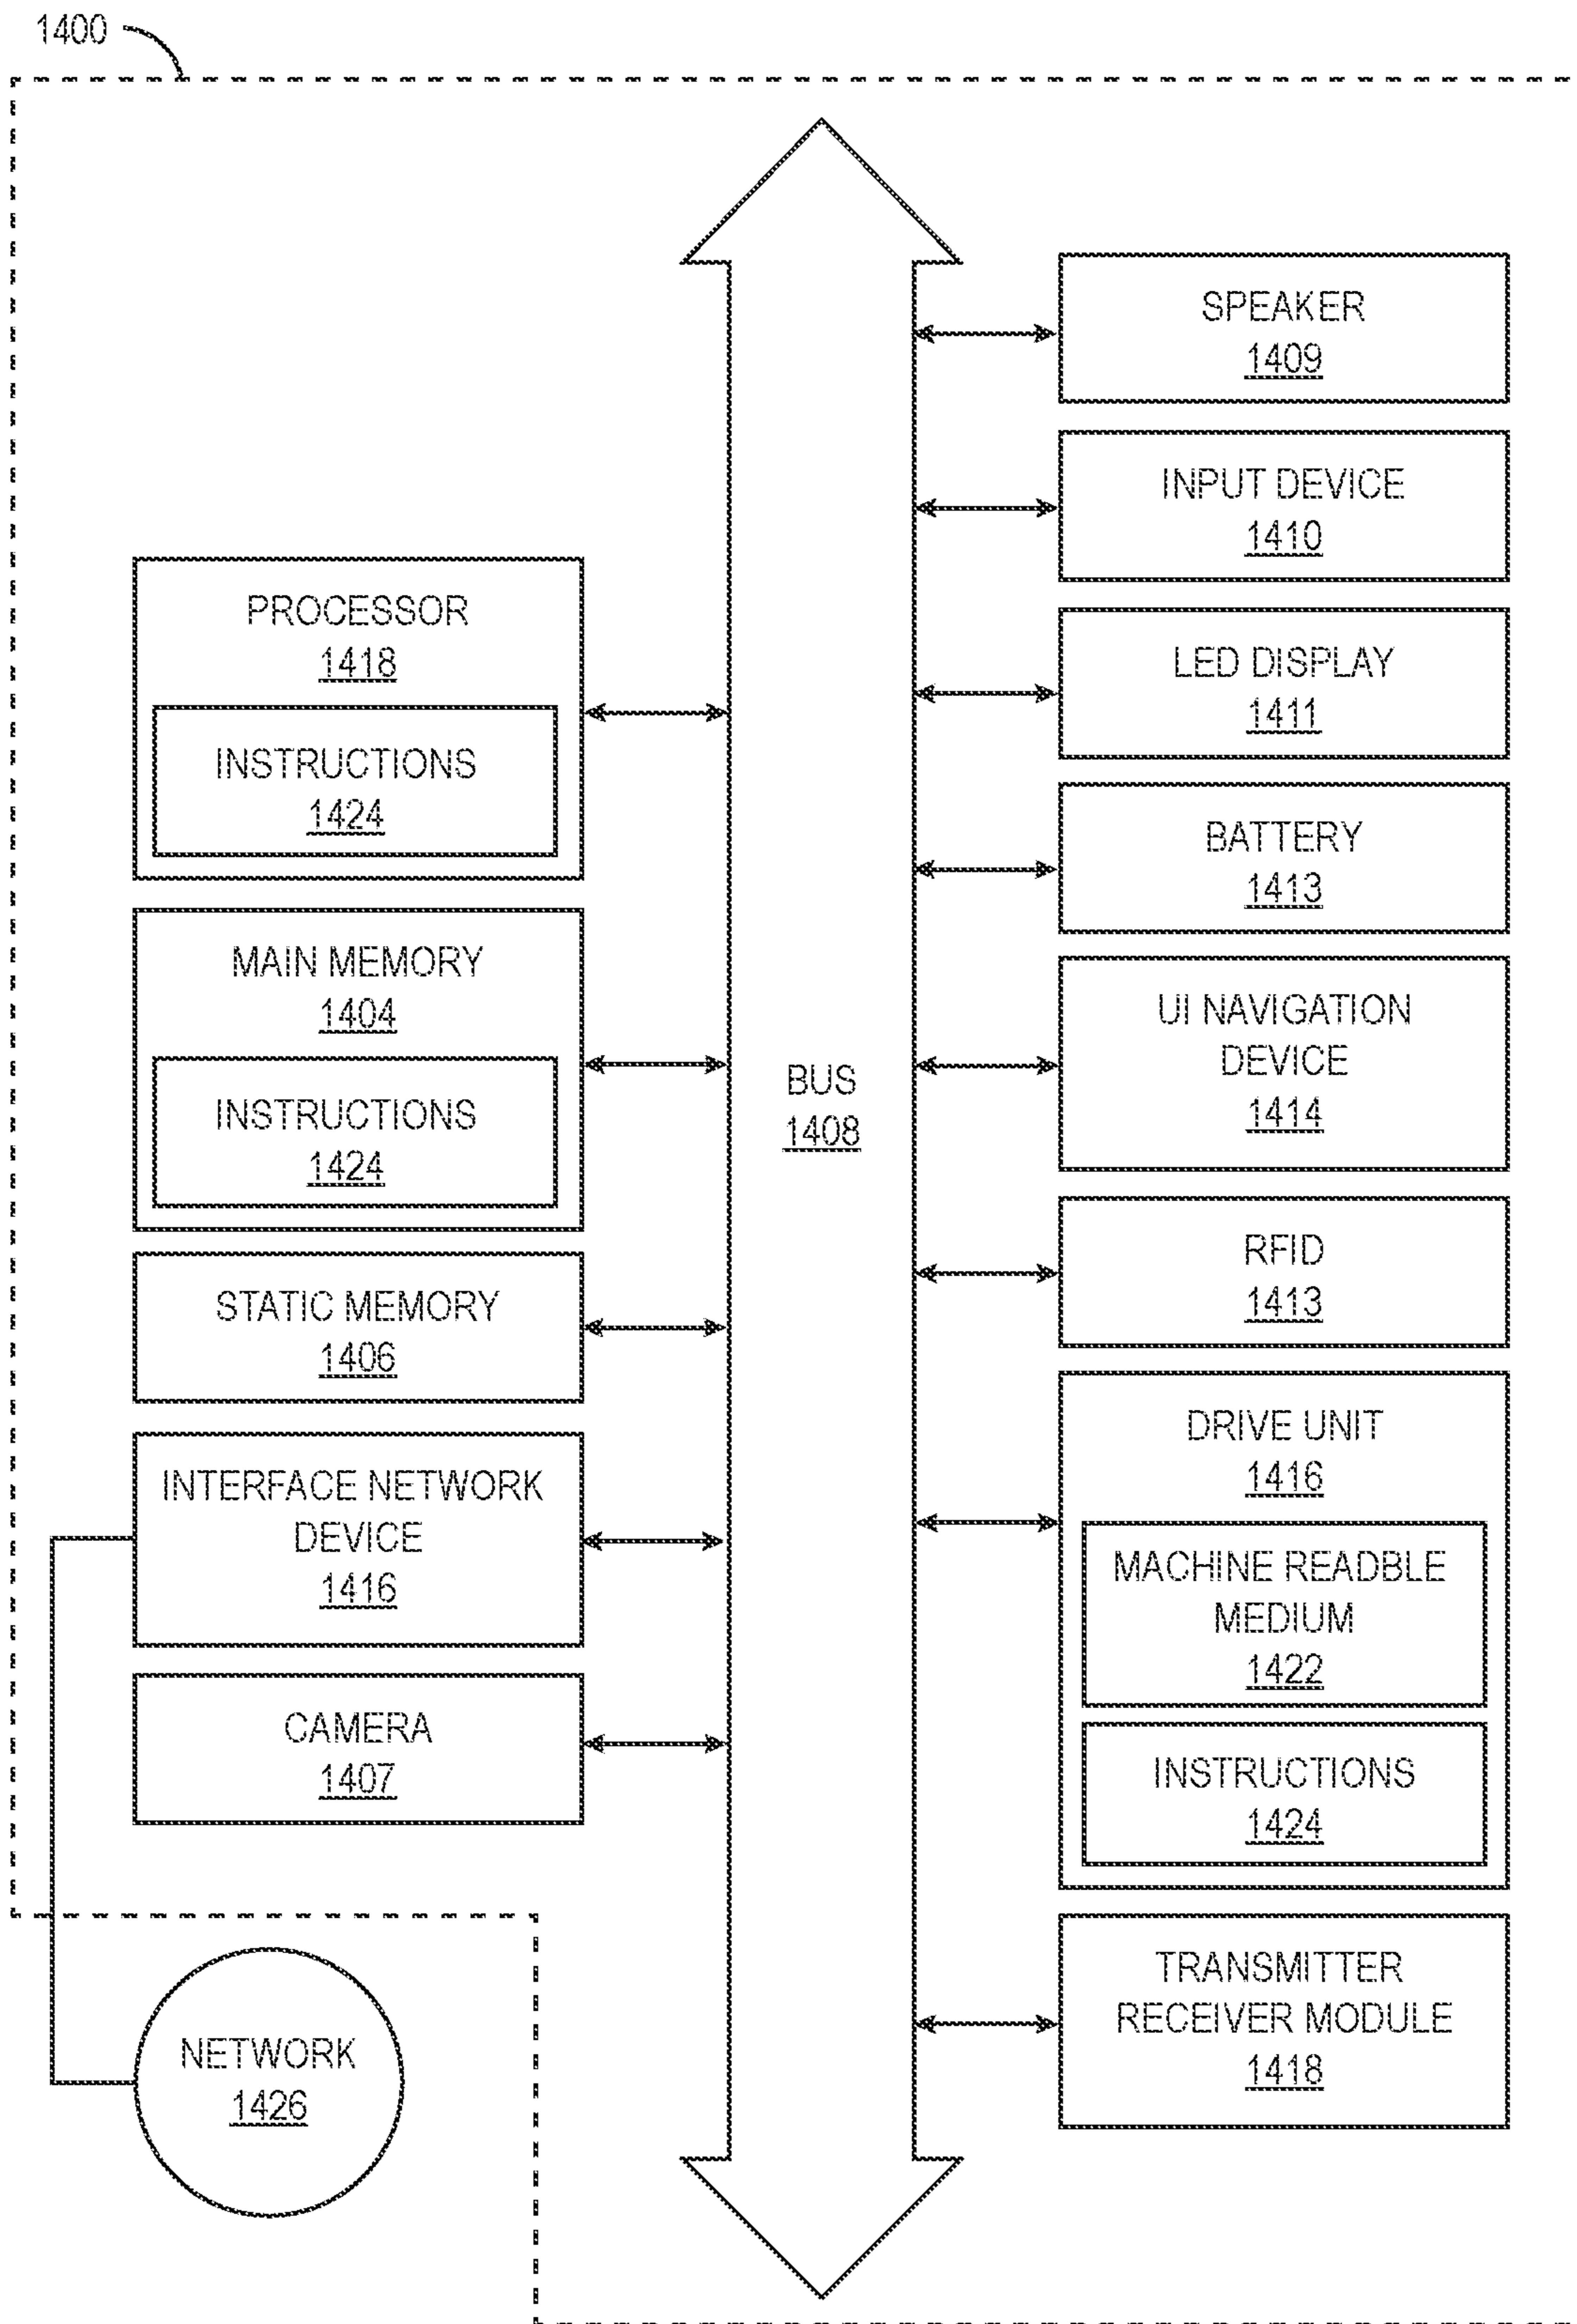 1400
PROCESSOR
1418
INSTRUCTIONS
1424
MAIN MEMORY
1404
INSTRUCTIONS
1424
STATIC MEMORY
1406
INTERFACE NETWORK
DEVICE
1416
CAMERA
1407
NETWORK
1426
BUS
1408
SPEAKER
1409
INPUT DEVICE
1410
LED DISPLAY
1411
BATTERY
1413
UI NAVIGATION
DEVICE
1414
RFID
1413
DRIVE UNIT
1416
MACHINE READBLE
MEDIUM
1422
INSTRUCTIONS
1424
TRANSMITTER
RECEIVER MODULE
1418